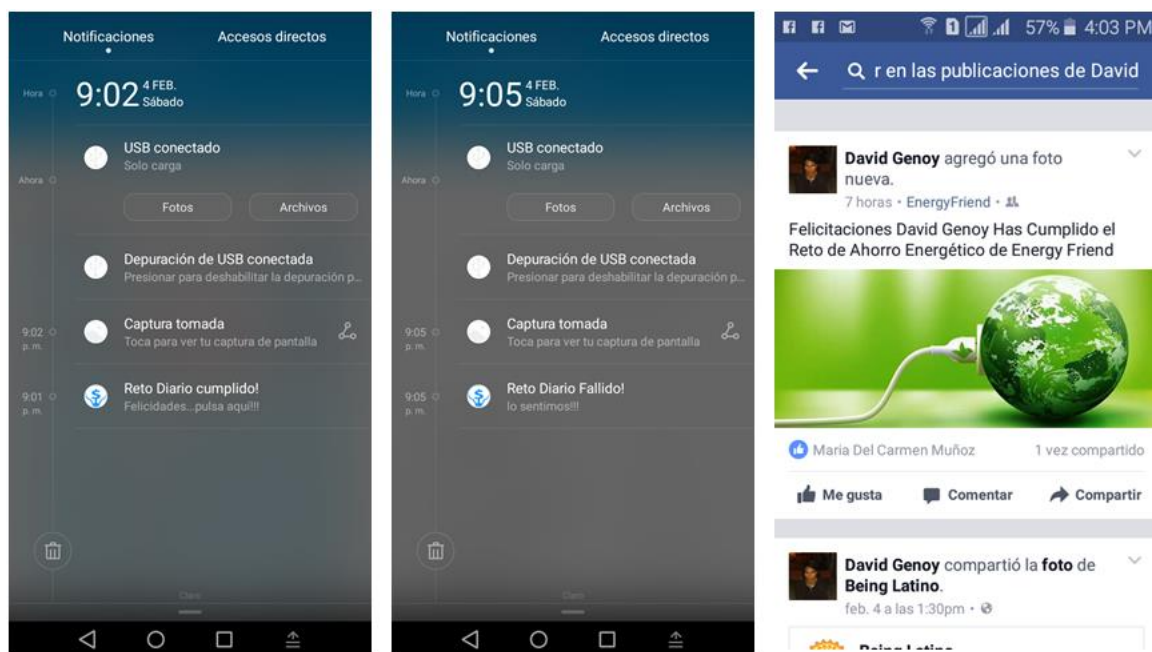 Notificaciones Accesos directos
Hora 9:02 4 FEB.
Sábado
USB conectado
Solo carga
Ahora
Fotos Archivos
Depuración de USB conectada
Presionar para deshabilitar la depuración p...
9:02
p. m.
Captura tomada
Toca para ver tu captura de pantalla
9:01
p. m.
Reto Diario cumplido!
Felicidades...pulsa aqui!!!
Claro
Notificaciones Accesos directos
Hora 9:05 4 FEB.
Sábado
USB conectado
Solo carga
Ahora
Fotos Archivos
Depuración de USB conectada
Presionar para deshabilitar la depuración p...
9:05
p. m.
Captura tomada
Toca para ver tu captura de pantalla
9:05
p. m.
Reto Diario Fallido!
lo sentimos!!!
Claro
57% 4:03 PM
r en las publicaciones de David
David Genoy agregó una foto
nueva.
7 horas • EnergyFriend •
Felicitaciones David Genoy Has Cumplido el
Reto de Ahorro Energético de Energy Friend
Maria Del Carmen Muñoz 1 vez compartido
Me gusta Comentar Compartir
David Genoy compartió la foto de
Being Latino.
feb. 4 a las 1:30pm •
Being Latino